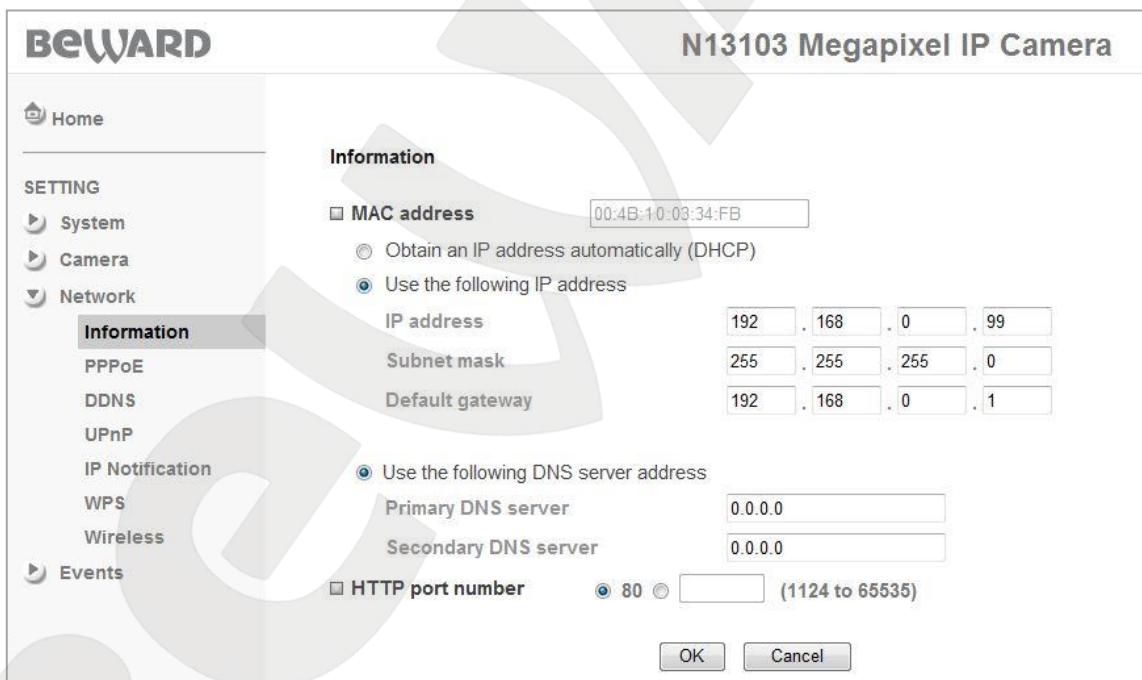 BEWARD
N13103 Megapixel IP Camera
Home
SETTING
System
Camera
Network
Information
PPPoE
DDNS
UPnP
IP Notification
WPS
Wireless
Events
Information
MAC address 00:4B:10:03:34:FB
Obtain an IP address automatically (DHCP)
Use the following IP address
IP address 192 . 168 . 0 . 99
Subnet mask 255 . 255 . 255 . 0
Default gateway 192 . 168 . 0 . 1
Use the following DNS server address
Primary DNS server 0.0.0.0
Secondary DNS server 0.0.0.0
HTTP port number 80 (1124 to 65535)
OK Cancel